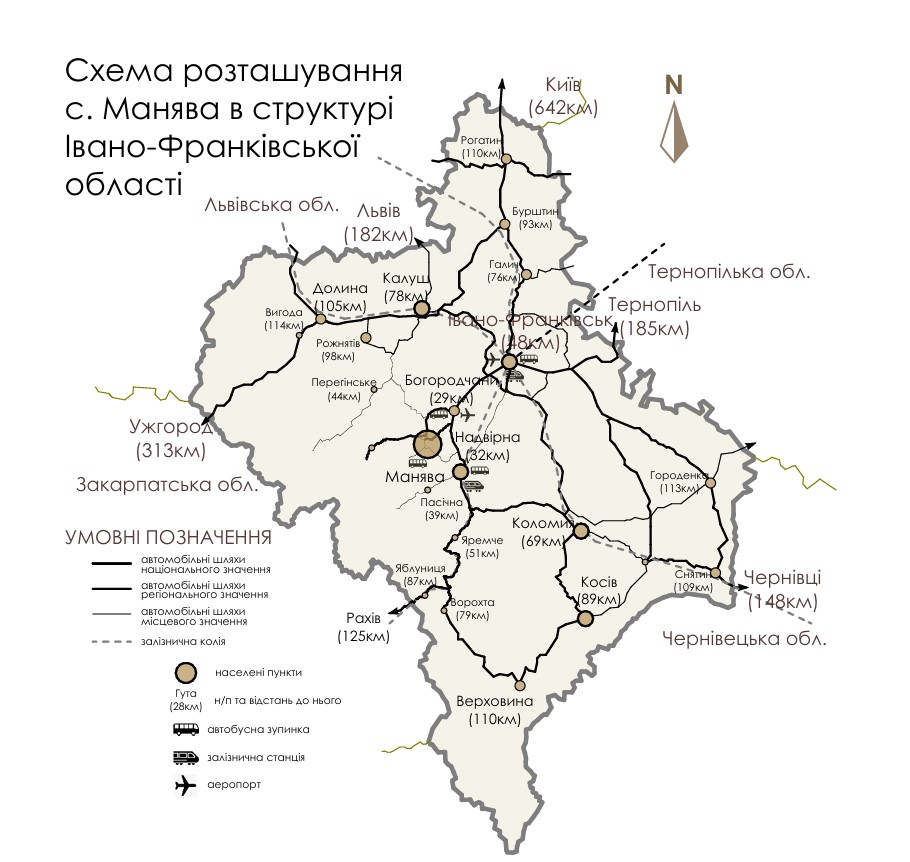 Схема розташування
с. Манява в структурі
Івано-Франківської
області
N
Київ
(642км)
Рогатин
(110км)
Львівська обл.
Львів
(182км)
Бурштин
(93км)
Галич
(76км)
Тернопілька обл.
Тернопіль
(185км)
Калуш
(78км)
Долина
(105км)
Вигода
(114км)
Рожнятів
(98км)
Івано-Франківськ
(48км)
Перегінське
(44км)
Богородчани
(29км)
Ужгород
(313км)
Надвірна
(32км)
Манява
Закарпатська обл.
Городенка
(113км)
Пасічна
(39км)
Коломия
(69км)
УМОВНІ ПОЗНАЧЕННЯ
автомобільні шляхи
національного значення
автомобільні шляхи
регіонального значення
автомобільні шляхи
місцевого значення
залізнична колія
Яремче
(51км)
Яблуниця
(87км)
Ворохта
(79км)
Косів
(89км)
Снятин
(109км)
Чернівці
(148км)
Рахів
(125км)
Чернівецька обл.
населені пункти
Гута
(28км)
н/п та відстань до нього
Верховина
(110км)
автобусна зупинка
залізнична станція
аеропорт